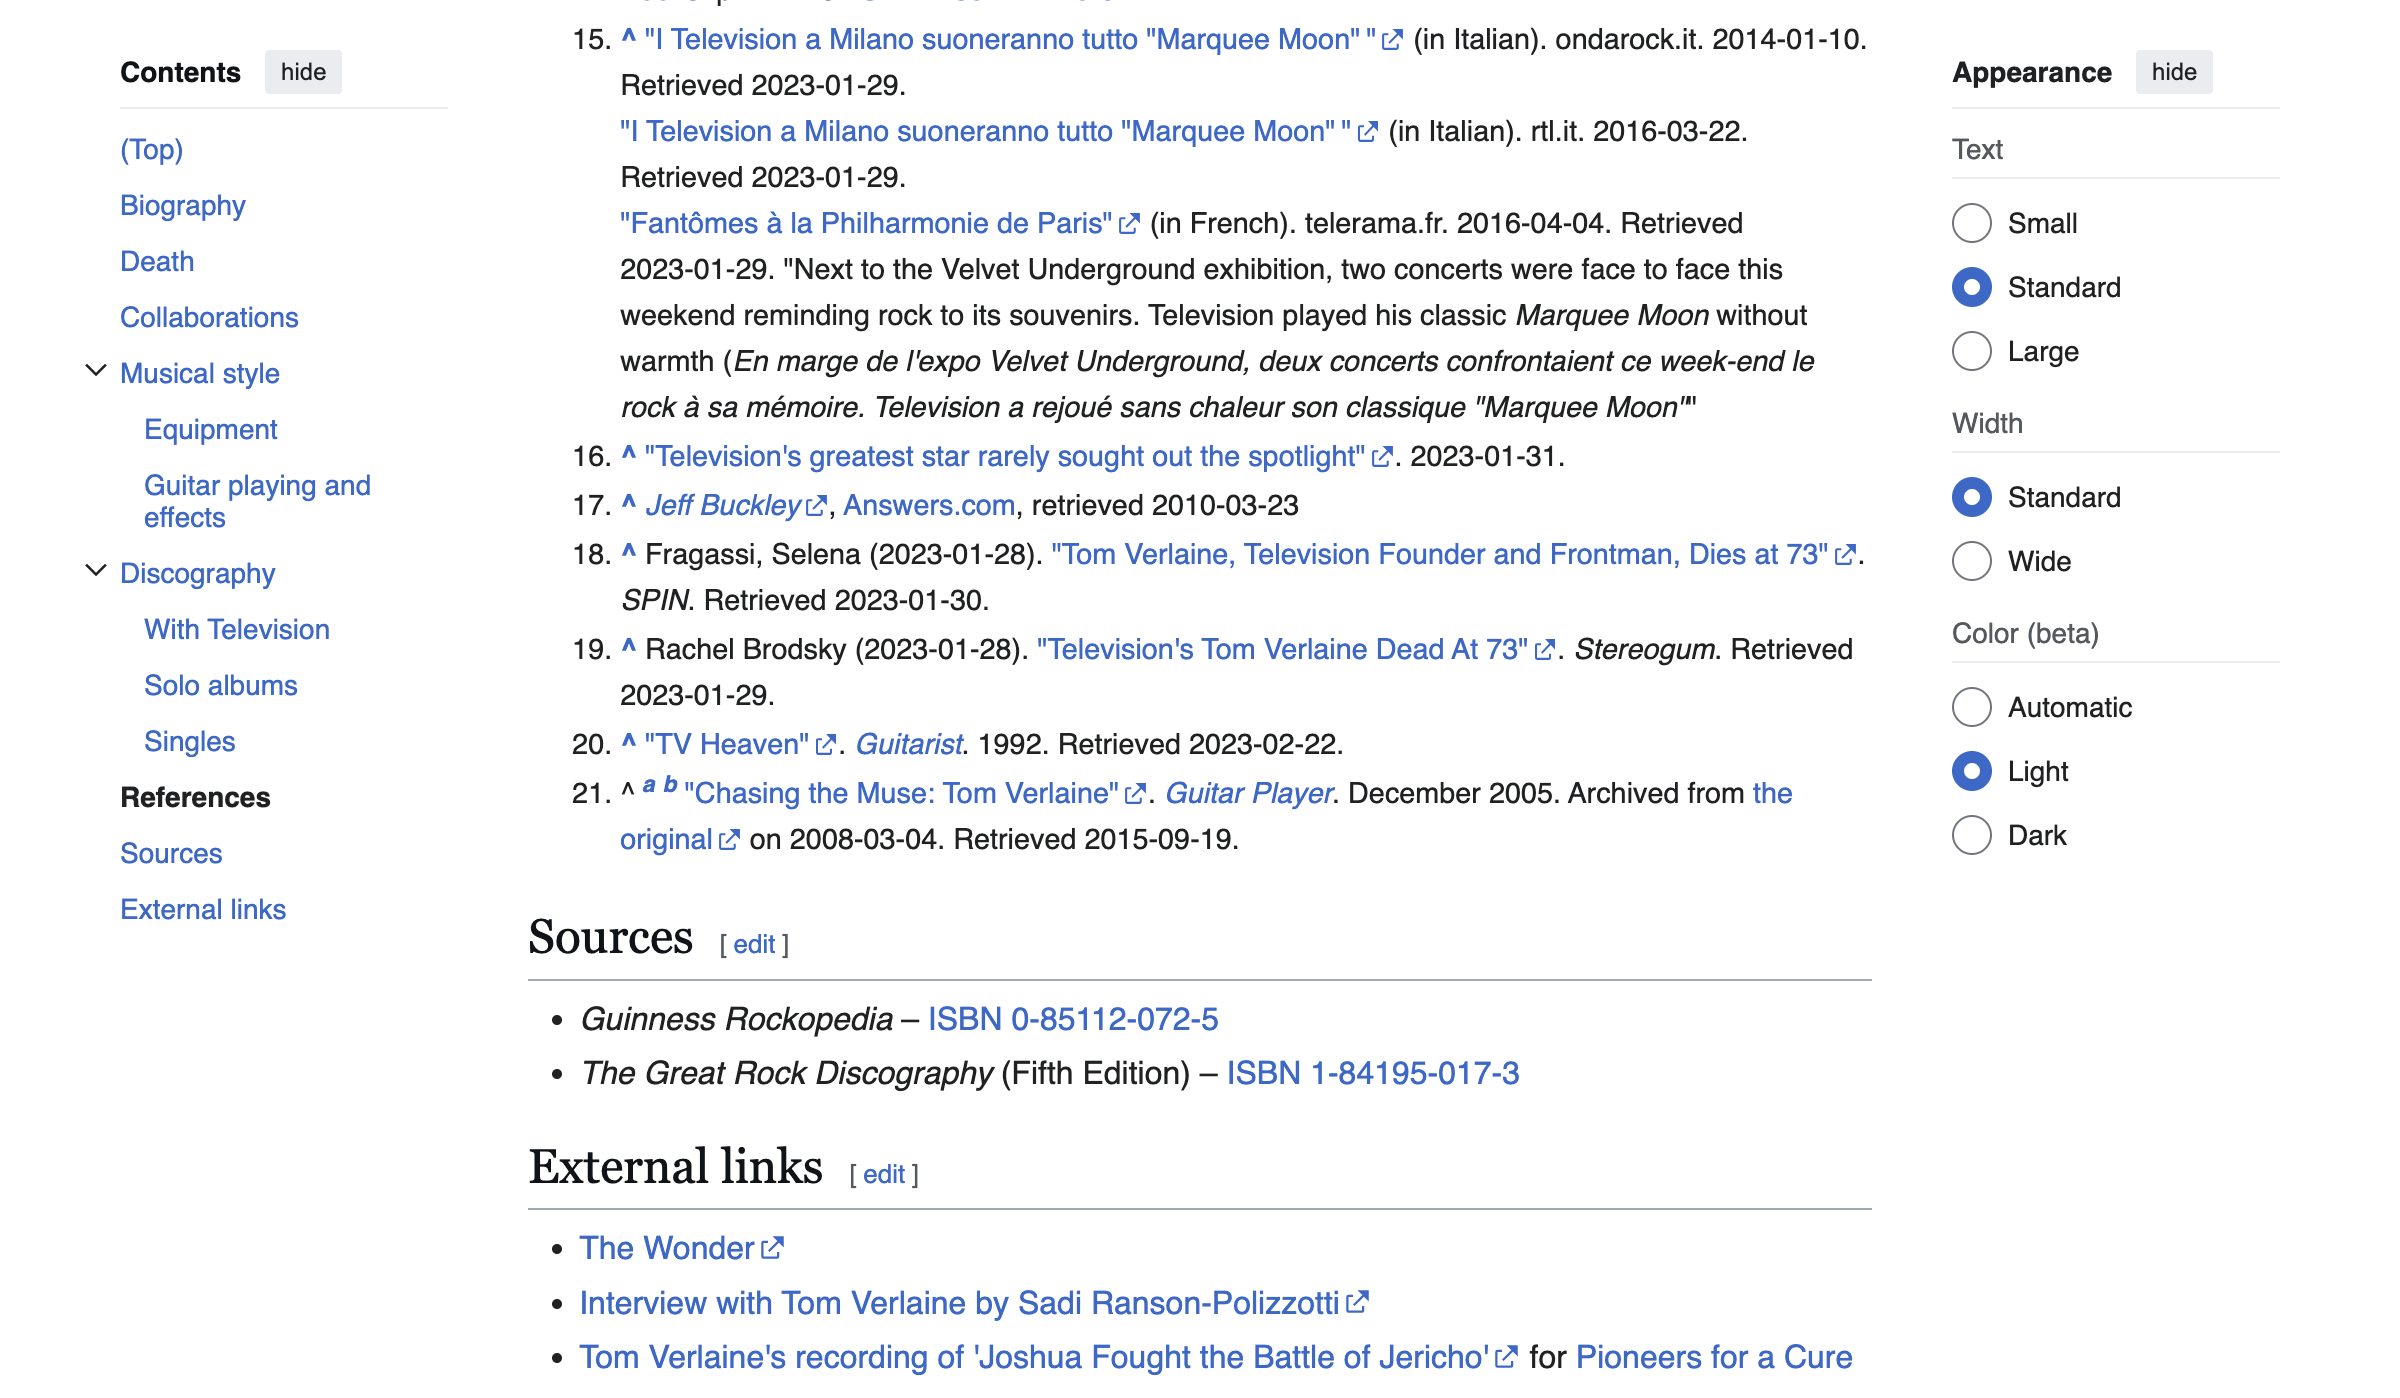 Contents hide
(Top)
Biography
Death
Collaborations
Musical style
Equipment
Guitar playing and
effects
Discography
With Television
Solo albums
Singles
References
Sources
External links
15. ^ "I Television a Milano suoneranno tutto "Marquee Moon" " (in Italian). ondarock.it. 2014-01-10.
Retrieved 2023-01-29.
"I Television a Milano suoneranno tutto "Marquee Moon" " (in Italian). rtl.it. 2016-03-22.
Retrieved 2023-01-29.
"Fantômes à la Philharmonie de Paris" (in French). telerama.fr. 2016-04-04. Retrieved
2023-01-29. "Next to the Velvet Underground exhibition, two concerts were face to face this
weekend reminding rock to its souvenirs. Television played his classic Marquee Moon without
warmth (En marge de l'expo Velvet Underground, deux concerts confrontaient ce week-end le
rock à sa mémoire. Television a rejoué sans chaleur son classique "Marquee Moon""
16. ^ "Television's greatest star rarely sought out the spotlight". 2023-01-31.
17. ^ Jeff Buckley, Answers.com, retrieved 2010-03-23
18. ^ Fragassi, Selena (2023-01-28). "Tom Verlaine, Television Founder and Frontman, Dies at 73".
SPIN. Retrieved 2023-01-30.
19. ^ Rachel Brodsky (2023-01-28). "Television's Tom Verlaine Dead At 73". Stereogum. Retrieved
2023-01-29.
20. ^ "TV Heaven". Guitarist. 1992. Retrieved 2023-02-22.
21. ^ a b "Chasing the Muse: Tom Verlaine". Guitar Player. December 2005. Archived from the
original on 2008-03-04. Retrieved 2015-09-19.
Sources [ edit ]
• Guinness Rockopedia – ISBN 0-85112-072-5
• The Great Rock Discography (Fifth Edition) – ISBN 1-84195-017-3
External links [ edit ]
• The Wonder
• Interview with Tom Verlaine by Sadi Ranson-Polizzotti
• Tom Verlaine's recording of 'Joshua Fought the Battle of Jericho' for Pioneers for a Cure
Appearance hide
Text
Small
Standard
Large
Width
Standard
Wide
Color (beta)
Automatic
Light
Dark